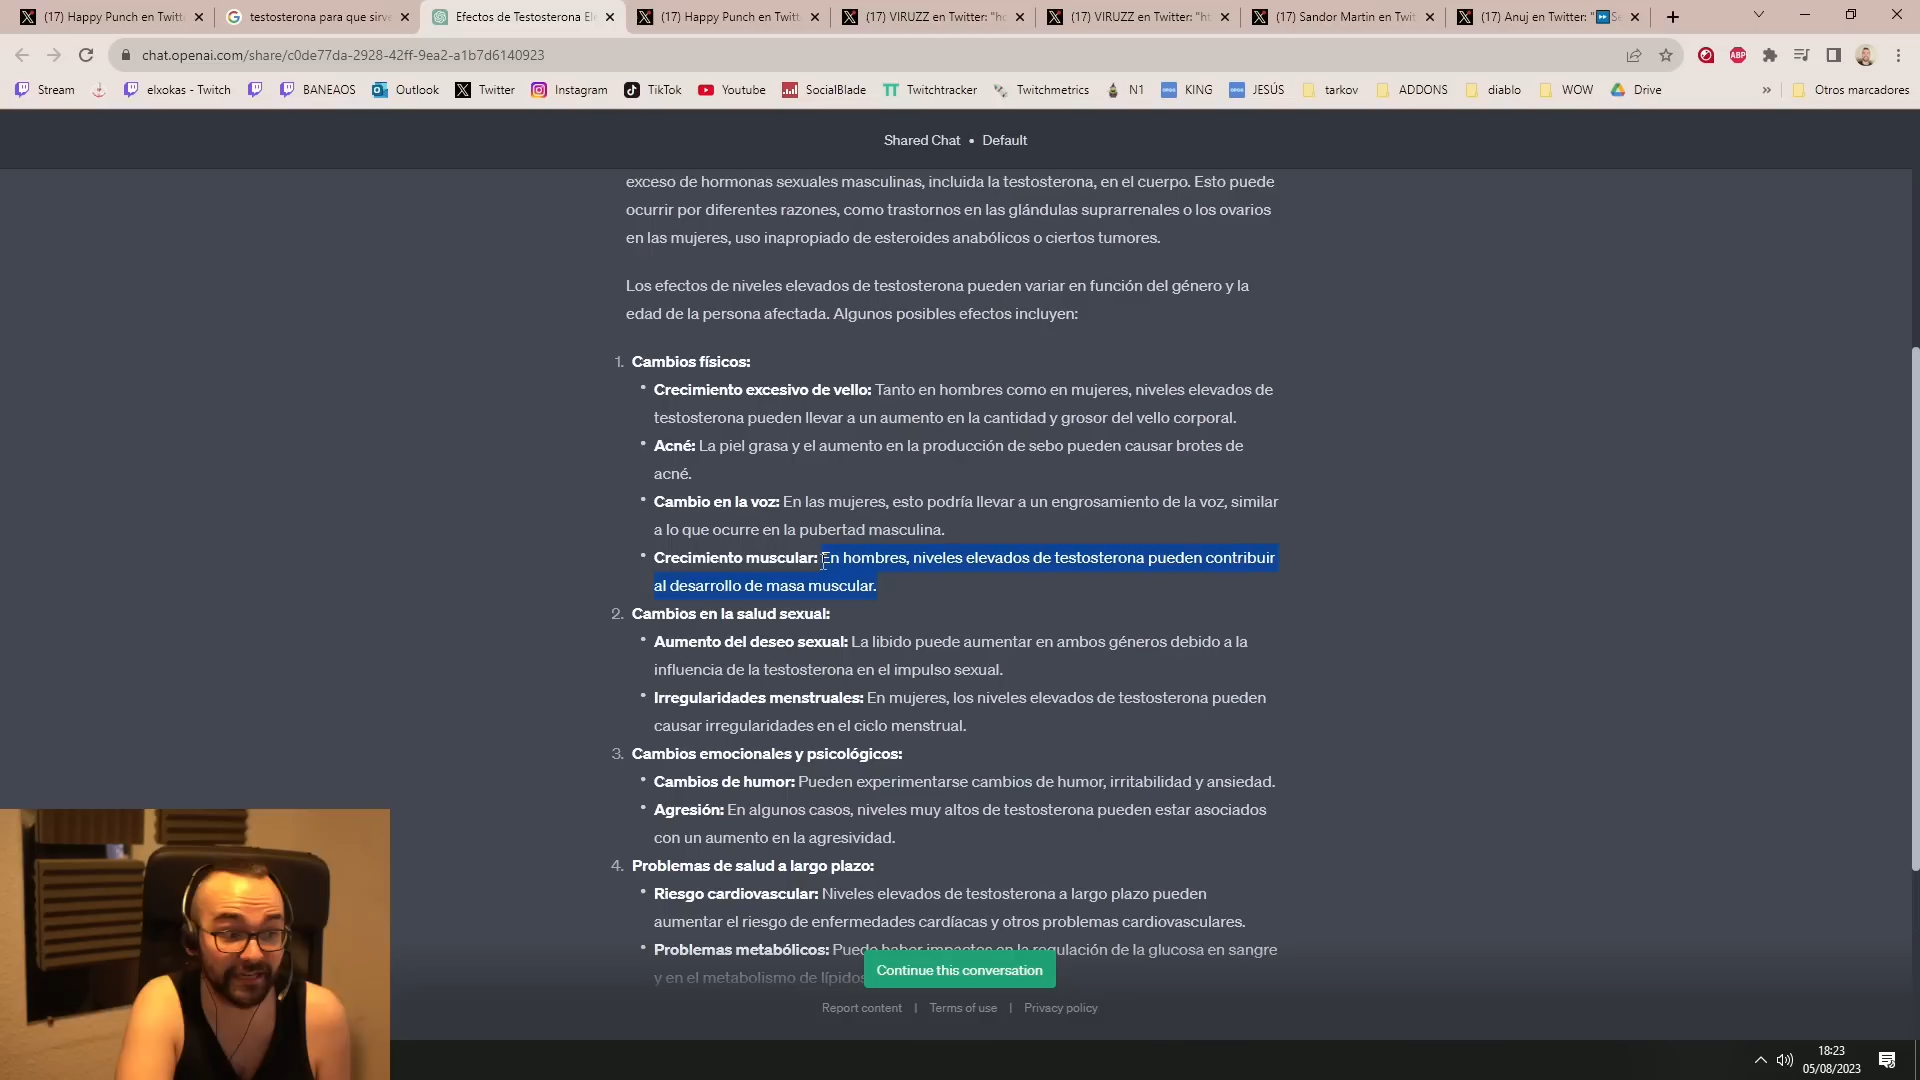 (17) Happy Punch en Twitt
testosterona para que sirve
Efectos de Testosterona El
(17) Happy Punch en Twitt
(17) VIRUZZ en Twitter: "ho
(17) VIRUZZ en Twitter: "ht
(17) Sandor Martin en Twit
(17) Anuj en Twitter: "
chat.openai.com/share/c0de77da-2928-42ff-9ea2-a1b7d6140923
ABP
Stream
elxokas - Twitch
BANEAOS
Outlook
Twitter
Instagram
TikTok
Youtube
SocialBlade
Twitchtracker
Twitchmetrics
N1
KING
JESÚS
tarkov
ADDONS
diablo
WOW
Drive
»
Otros marcadores
Shared Chat • Default
exceso de hormonas sexuales masculinas, incluida la testosterona, en el cuerpo. Esto puede
ocurrir por diferentes razones, como trastornos en las glándulas suprarrenales o los ovarios
en las mujeres, uso inapropiado de esteroides anabólicos o ciertos tumores.
Los efectos de niveles elevados de testosterona pueden variar en función del género y la
edad de la persona afectada. Algunos posibles efectos incluyen:
1. Cambios físicos:
• Crecimiento excesivo de vello: Tanto en hombres como en mujeres, niveles elevados de
testosterona pueden llevar a un aumento en la cantidad y grosor del vello corporal.
• Acné: La piel grasa y el aumento en la producción de sebo pueden causar brotes de
acné.
• Cambio en la voz: En las mujeres, esto podría llevar a un engrosamiento de la voz, similar
a lo que ocurre en la pubertad masculina.
• Crecimiento muscular: En hombres, niveles elevados de testosterona pueden contribuir
al desarrollo de masa muscular.
2. Cambios en la salud sexual:
• Aumento del deseo sexual: La libido puede aumentar en ambos géneros debido a la
influencia de la testosterona en el impulso sexual.
• Irregularidades menstruales: En mujeres, los niveles elevados de testosterona pueden
causar irregularidades en el ciclo menstrual.
3. Cambios emocionales y psicológicos:
• Cambios de humor: Pueden experimentarse cambios de humor, irritabilidad y ansiedad.
• Agresión: En algunos casos, niveles muy altos de testosterona pueden estar asociados
con un aumento en la agresividad.
4. Problemas de salud a largo plazo:
• Riesgo cardiovascular: Niveles elevados de testosterona a largo plazo pueden
aumentar el riesgo de enfermedades cardíacas y otros problemas cardiovasculares.
• Problemas metabólicos: Puede haber impactos en la regulación de la glucosa en sangre
y en el metabolismo de lípidos
Continue this conversation
Report content | Terms of use | Privacy policy
18:23
05/08/2023